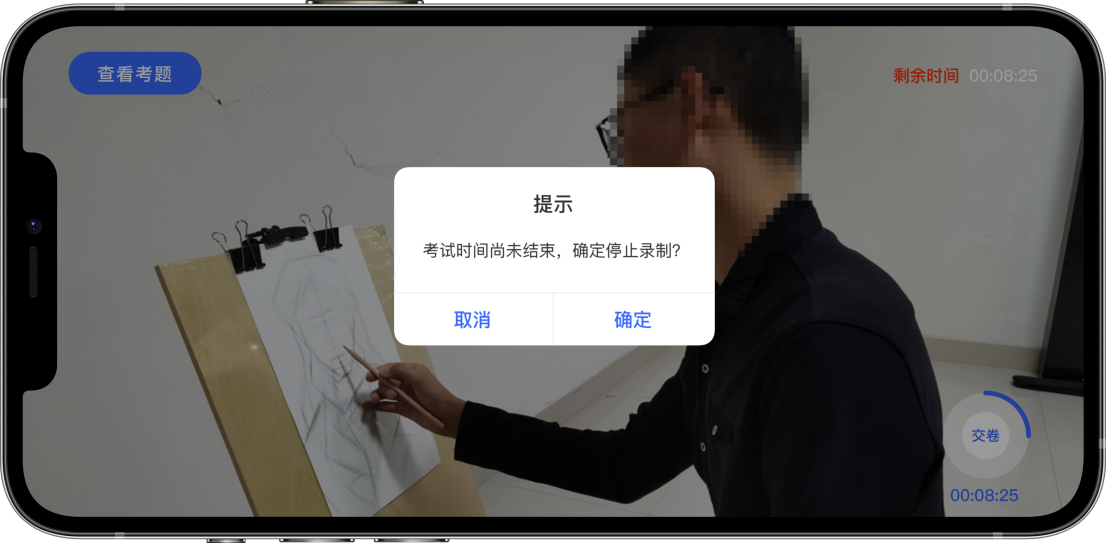 查看考题
剩余时间 00:08:25
提示
考试时间尚未结束，确定停止录制?
取消
确定
交卷
00:08:25